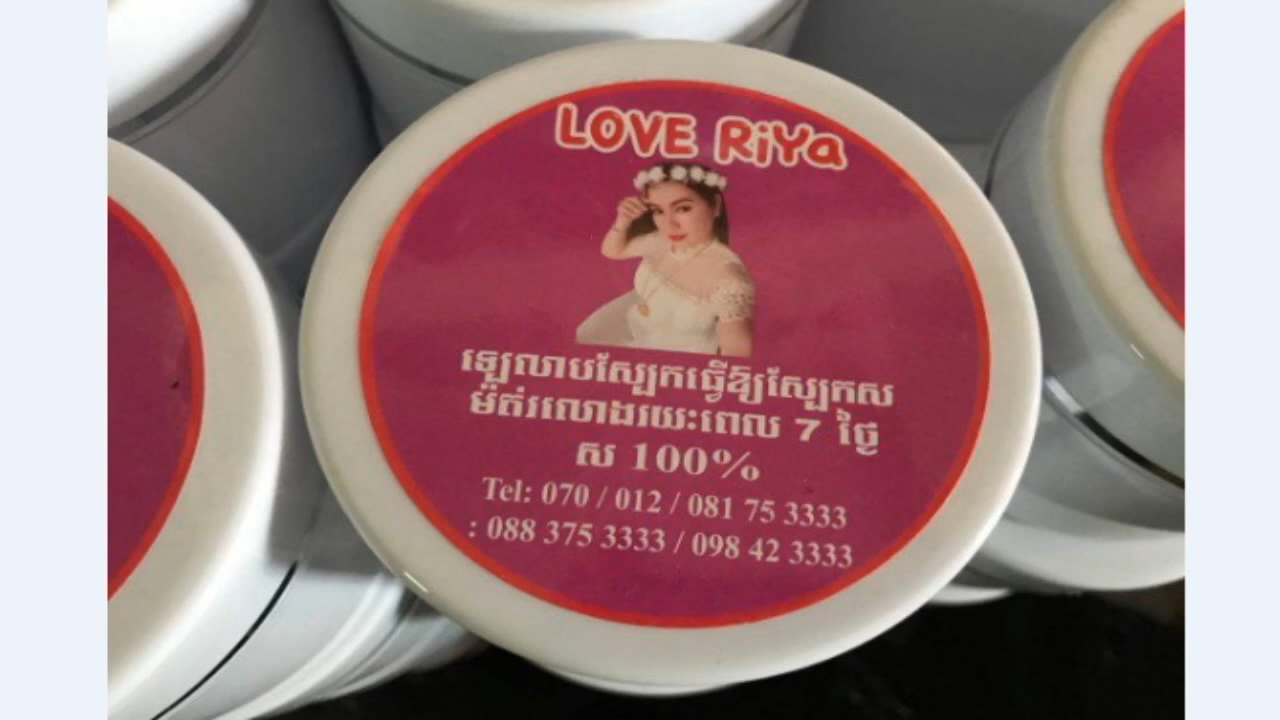 LOVE RiYa
ឡេលាបស្បែកធ្វើឱ្យស្បែកស
ម៉ត់រលោងរយះពេល 7 ថ្ងៃ
ស 100%
Tel: 070 / 012 / 081 75 3333
: 088 375 3333 / 098 42 3333